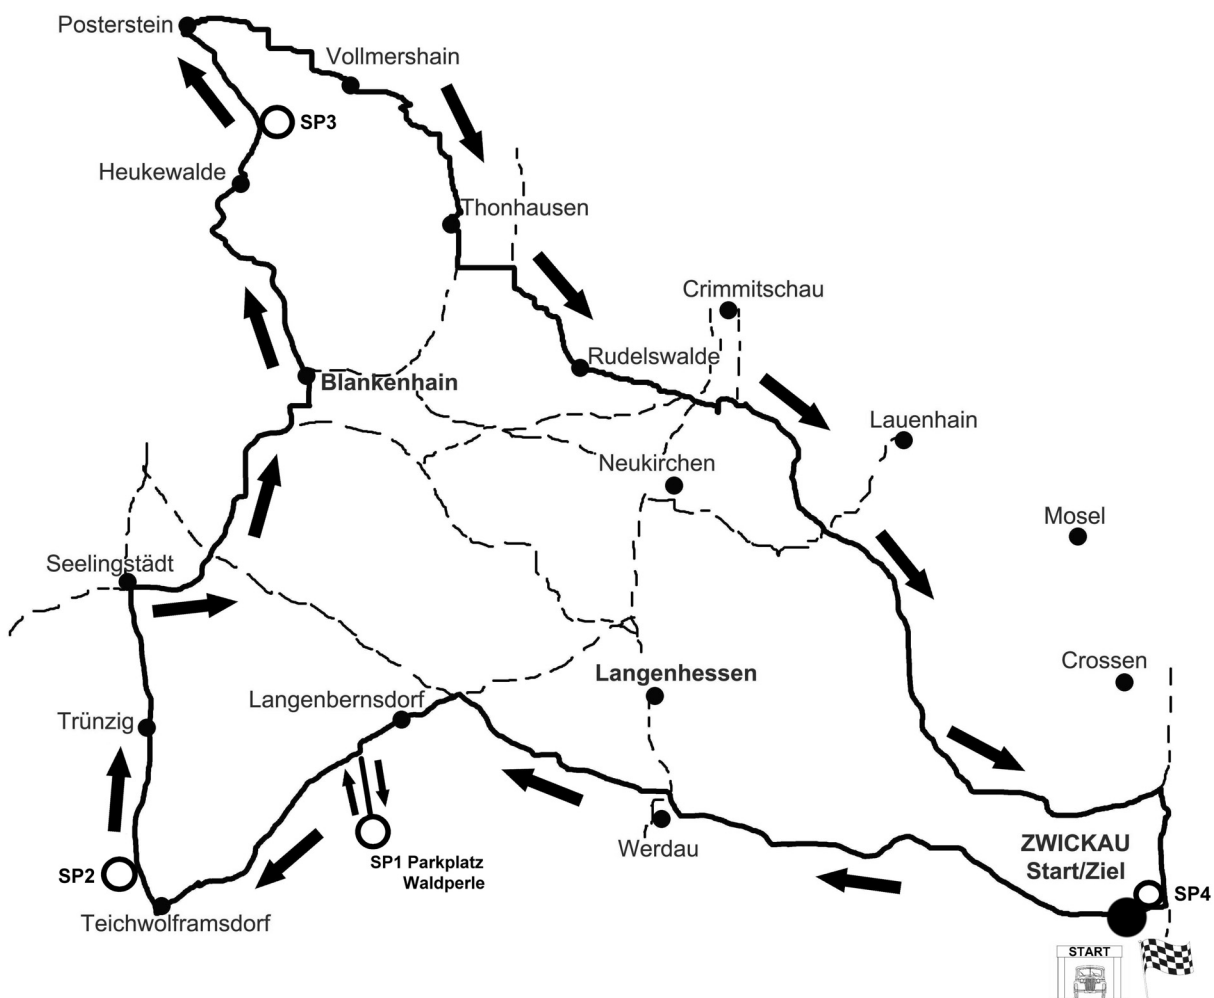 Posterstein
Vollmershain
SP3
Heukewalde
Thonhausen
Crimmitschau
Rudelswalde
Blankenhain
Lauenhain
Neukirchen
Mosel
Seelingstädt
Crossen
Langenhessen
Langenbernsdorf
Trünzig
ZWICKAU
Start/Ziel
Werdau
SP1 Parkplatz
Waldperle
SP2
SP4
Teichwolframsdorf
START